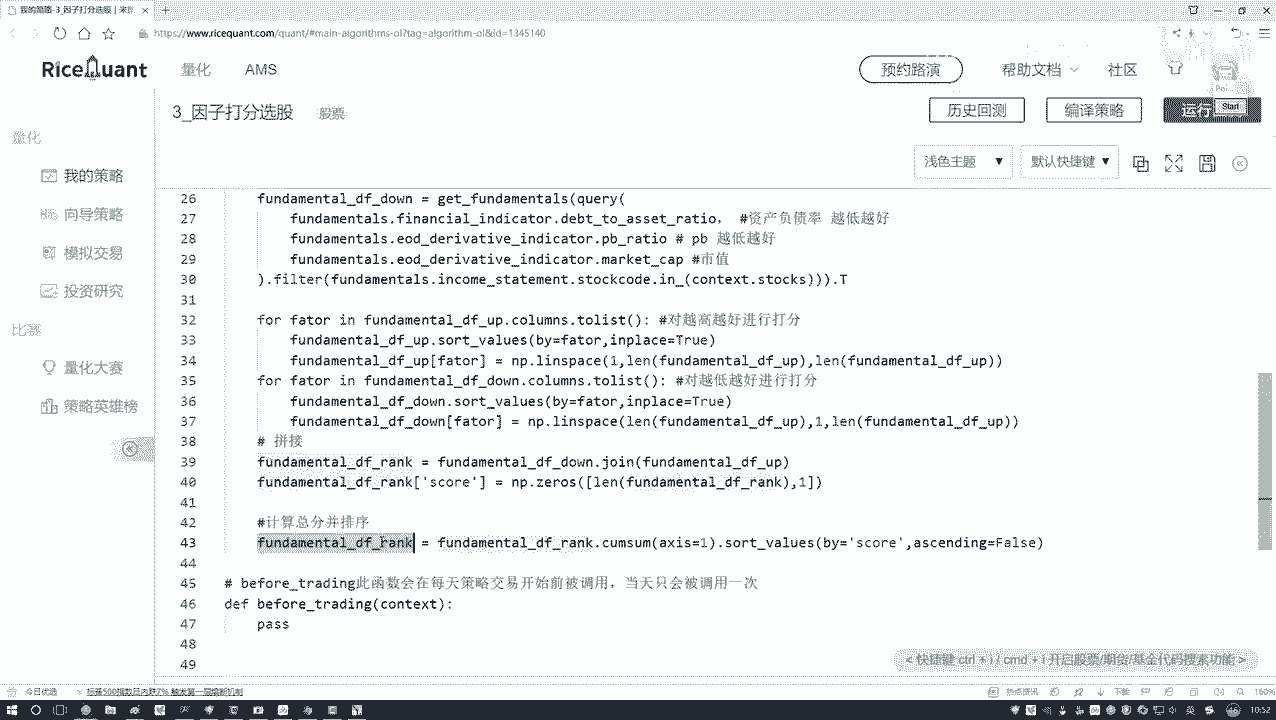 我的策略-3_因子打分选股 | 米筐
https://www.ricequant.com/quant/#main-algorithms-ol?tag=algorithm-ol&id=1345140
RiceQuant 量化 AMS 预约路演 帮助文档 社区
3_因子打分选股 股票 历史回测 编译策略 运行 Start
量化
浅色主题 ▼ 默认快捷键 ▼
我的策略
向导策略
模拟交易
投资研究
比赛
量化大赛
策略英雄榜
26 fundamental_df_down = get_fundamentals(query(
27 fundamentals.financial_indicator.debt_to_asset_ratio， #资产负债率 越低越好
28 fundamentals.eod_derivative_indicator.pb_ratio # pb 越低越好
29 fundamentals.eod_derivative_indicator.market_cap #市值
30 ).filter(fundamentals.income_statement.stockcode.in_(context.stocks))).T
31
32 for fator in fundamental_df_up.columns.tolist(): #对越高越好进行打分
33 fundamental_df_up.sort_values(by=fator,inplace=True)
34 fundamental_df_up[fator] = np.linspace(1,len(fundamental_df_up),len(fundamental_df_up))
35 for fator in fundamental_df_down.columns.tolist(): #对越低越好进行打分
36 fundamental_df_down.sort_values(by=fator,inplace=True)
37 fundamental_df_down[fator] = np.linspace(len(fundamental_df_up),1,len(fundamental_df_up))
38 # 拼接
39 fundamental_df_rank = fundamental_df_down.join(fundamental_df_up)
40 fundamental_df_rank['score'] = np.zeros([len(fundamental_df_rank),1])
41
42 #计算总分并排序
43 fundamental_df_rank = fundamental_df_rank.cumsum(axis=1).sort_values(by='score',ascending=False)
44
45 # before_trading此函数会在每天策略交易开始前被调用，当天只会被调用一次
46 def before_trading(context):
47 pass
48
49
< 快捷键 ctrl + I / cmd + I 开启股票/期货/基金代码搜索功能 >
今日优选 标普500指数日内跌7% 触发第一层熔断机制 热点资讯 下载 160%
英 10:52